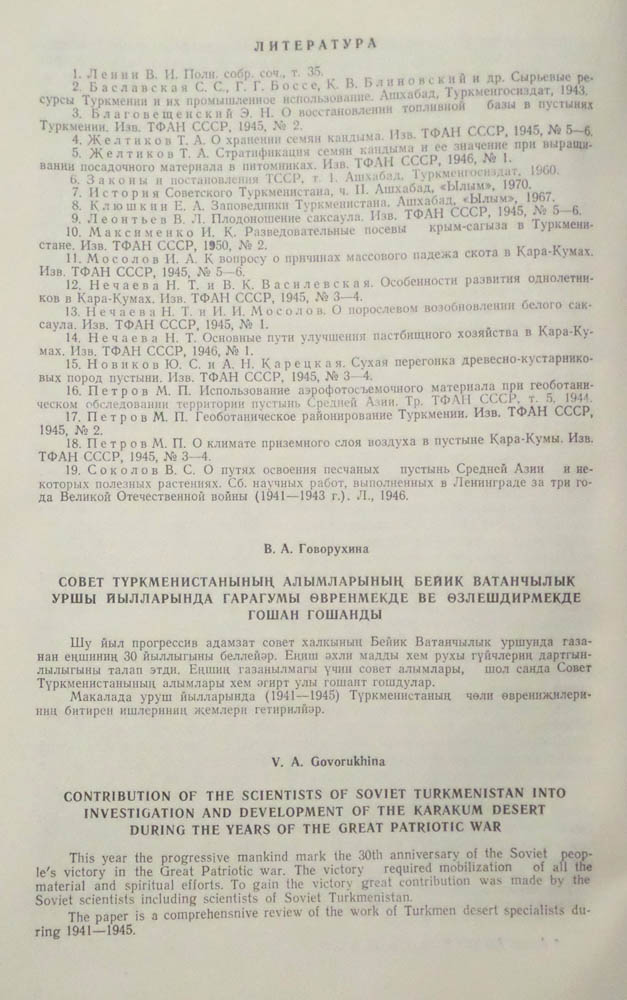 ЛИТЕРАТУРА
1. Ленин В. И. Полн. собр. соч., т. 35.
2. Баславская С. С., Г. Г. Боссе, К. В. Блиновский и др. Сырьевые ре-
сурсы Туркмении и их промышленное использование. Ашхабад, Туркменгосиздат, 1943.
3. Благовещенский Э. Н. О восстановлении топливной базы в пустынях
Туркмении. Изв. ТФАН СССР, 1945, № 2.
4. Желтиков Т. А. О хранении семян кандыма. Изв. ТФАН СССР, 1945, № 5—6.
5. Желтиков Т. А. Стратификация семян кандыма и ее значение при выращи-
вании посадочного материала в питомниках. Изв. ТФАН СССР, 1946, № 1.
6. Законы и постановления ТССР, т. 1. Ашхабад, Туркменгосиздат, 1960.
7. История Советского Туркменистана, ч. II. Ашхабад, «Ылым», 1970.
8. Клюшкин Е. А. Заповедники Туркменистана. Ашхабад, «Ылым», 1967.
9. Леонтьев В. Л. Плодоношение саксаула. Изв. ТФАН СССР, 1945, № 5—6.
10. Максименко И. К. Разведовательные посевы крым-сагыза в Туркмени-
стане. Изв. ТФАН СССР, 1950, № 2.
11. Мосолов И. А. К вопросу о причинах массового падежа скота в Кара-Кумах.
Изв. ТФАН СССР, 1945, № 5—6.
12. Нечаева Н. Т. и В. К. Василевская. Особенности развития однолетни-
ков в Кара-Кумах. Изв. ТФАН СССР, 1945, № 3—4.
13. Нечаева Н. Т. и И. И. Мосолов. О порослевом возобновлении белого сак-
саула. Изв. ТФАН СССР, 1945, № 1.
14. Нечаева Н. Т. Основные пути улучшения пастбищного хозяйства в Кара-Ку-
мах. Изв. ТФАН СССР, 1946, № 1.
15. Новиков Ю. С. и А. Н. Карецкая. Сухая перегонка древесно-кустарнико-
вых пород пустыни. Изв. ТФАН СССР, 1945, № 3—4.
16. Петров М. П. Использование аэрофотосъемочного материала при геоботани-
ческом обследовании территории пустынь Средней Азии. Тр. ТФАН СССР, т. 5, 1944.
17. Петров М. П. Геоботаническое районирование Туркмении. Изв. ТФАН СССР,
1945, № 2.
18. Петров М. П. О климате приземного слоя воздуха в пустыне Кара-Кумы. Изв.
ТФАН СССР, 1945, № 3—4.
19. Соколов В. С. О путях освоения песчаных пустынь Средней Азии и не-
которых полезных растениях. Сб. научных работ, выполненных в Ленинграде за три го-
да Великой Отечественной войны (1941—1943 г.). Л., 1946.
В. А. Говорухина
СОВЕТ ТҮРКМЕНИСТАНЫНЫҢ АЛЫМЛАРЫНЫҢ БЕЙИК ВАТАНЧЫЛЫК
УРШЫ ЙЫЛЛАРЫНДА ГАРАГУМЫ ӨВРЕНМЕКДЕ ВЕ ӨЗЛЕШДИРМЕКДЕ
ГОШАН ГОШАНДЫ
Шу йыл прогрессив адамзат совет халкының Бейик Ватанчылык уршунда газа-
нан еңшиниң 30 йыллыгыны беллейәр. Еңиш әхли мадды хем рухы гүйчлериң дартгын-
лылыгыны талап этди. Еңшиң газанылмагы үчин совет алымлары, шол санда Совет
Түркменистаның алымлары хем әгирт улы гошант гошдулар.
Макалада уруш йылларында (1941—1945) Түркменистаның чөли өврениҗилери-
ниң битирен ишлериниң җемлери гетирилйәр.
V. A. Govorukhina
CONTRIBUTION OF THE SCIENTISTS OF SOVIET TURKMENISTAN INTO
INVESTIGATION AND DEVELOPMENT OF THE KARAKUM DESERT
DURING THE YEARS OF THE GREAT PATRIOTIC WAR
This year the progressive mankind mark the 30th anniversary of the Soviet peop-
le's victory in the Great Patriotic war. The victory required mobilization of all the
material and spiritual efforts. To gain the victory great contribution was made by the
Soviet scientists including scientists of Soviet Turkmenistan.
The paper is a comprehensnive review of the work of Turkmen desert specialists du-
ring 1941—1945.